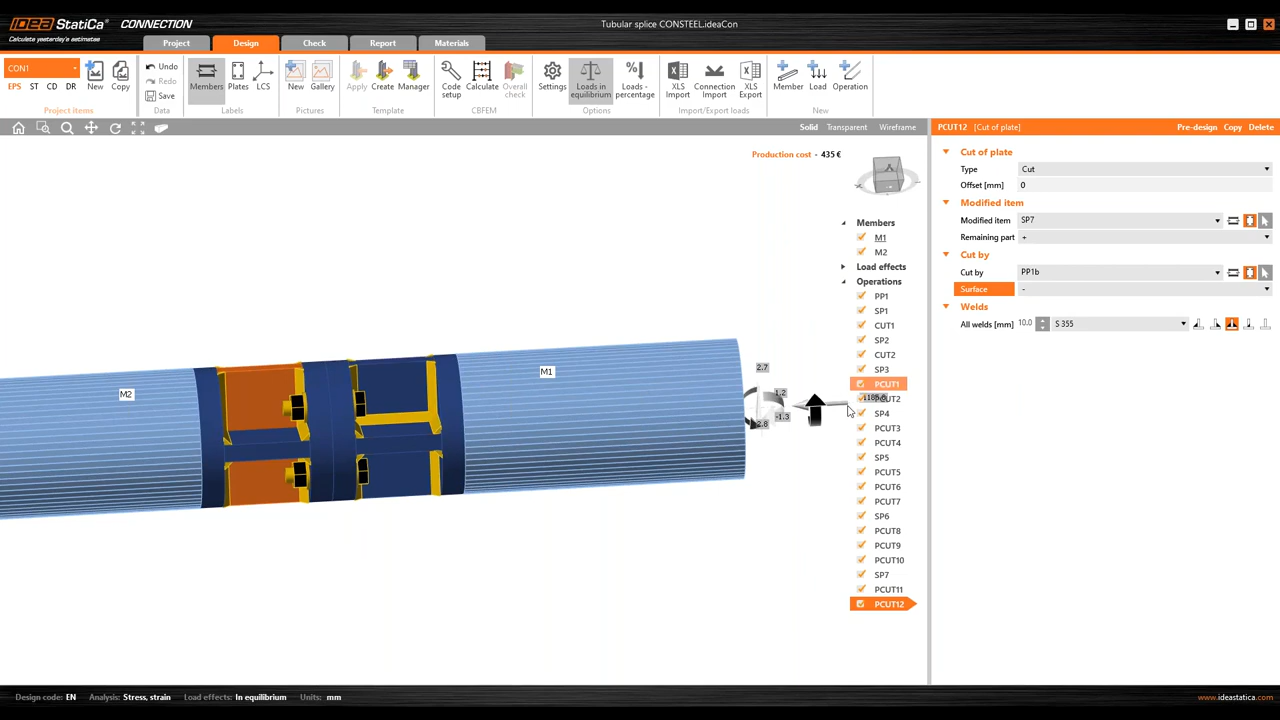 IDEA StatiCa® CONNECTION
Calculate yesterday's estimates
Tubular splice CONSTEEL.ideaCon
Project
Design
Check
Report
Materials
CON1
EPS ST CD DR
New
Copy
Project items
Undo
Redo
Save
Data
Members
Plates
LCS
Labels
New
Gallery
Pictures
Apply
Create
Manager
Template
Code setup
Calculate
Overall check
CBFEM
Settings
Loads in equilibrium
Loads - percentage
Options
XLS Import
Connection Import
XLS Export
Import/Export loads
Member
Load
Operation
New
Solid Transparent Wireframe
Production cost - 435 €
Members
M1
M2
Load effects
Operations
PP1
SP1
CUT1
SP2
CUT2
SP3
PCUT1
SP4
PCUT3
PCUT4
SP5
PCUT5
PCUT6
PCUT7
SP6
PCUT8
PCUT9
PCUT10
SP7
PCUT11
PCUT12
M2
M1
2.7
1.2
-1.3
PCUT12 [Cut of plate]
Pre-design Copy Delete
Cut of plate
Type Cut
Offset [mm] 0
Modified item
Modified item SP7
Remaining part +
Cut by
Cut by PP1b
Surface -
Welds
All welds [mm] 10.0 S 355
Design code: EN Analysis: Stress, strain Load effects: In equilibrium Units: mm
www.ideastatica.com